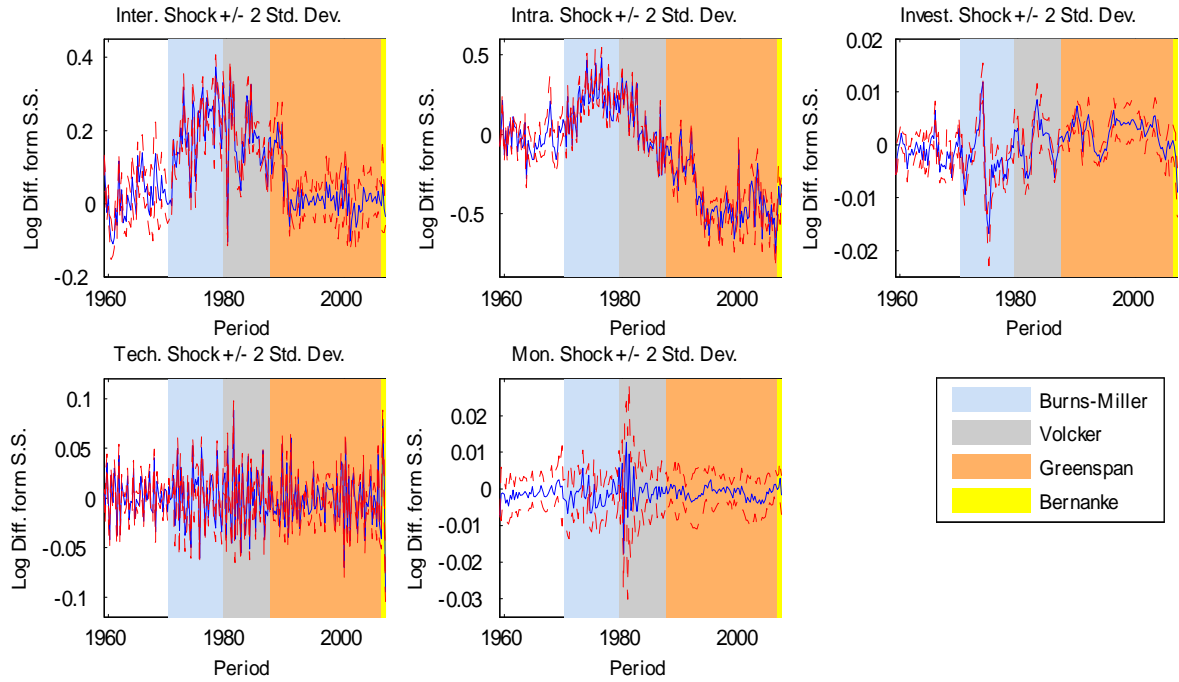 Inter. Shock +/- 2 Std. Dev.
Log Diff. form S.S.
0.4
0.2
0
-0.2
1960
1980
2000
Period
Intra. Shock +/- 2 Std. Dev.
Log Diff. form S.S.
0.5
0
-0.5
1960
1980
2000
Period
Invest. Shock +/- 2 Std. Dev.
Log Diff. form S.S.
0.02
0.01
0
-0.01
-0.02
1960
1980
2000
Period
Tech. Shock +/- 2 Std. Dev.
Log Diff. form S.S.
0.1
0.05
0
-0.05
-0.1
1960
1980
2000
Period
Mon. Shock +/- 2 Std. Dev.
Log Diff. form S.S.
0.02
0.01
0
-0.01
-0.02
-0.03
1960
1980
2000
Period
Burns-Miller
Volcker
Greenspan
Bernanke